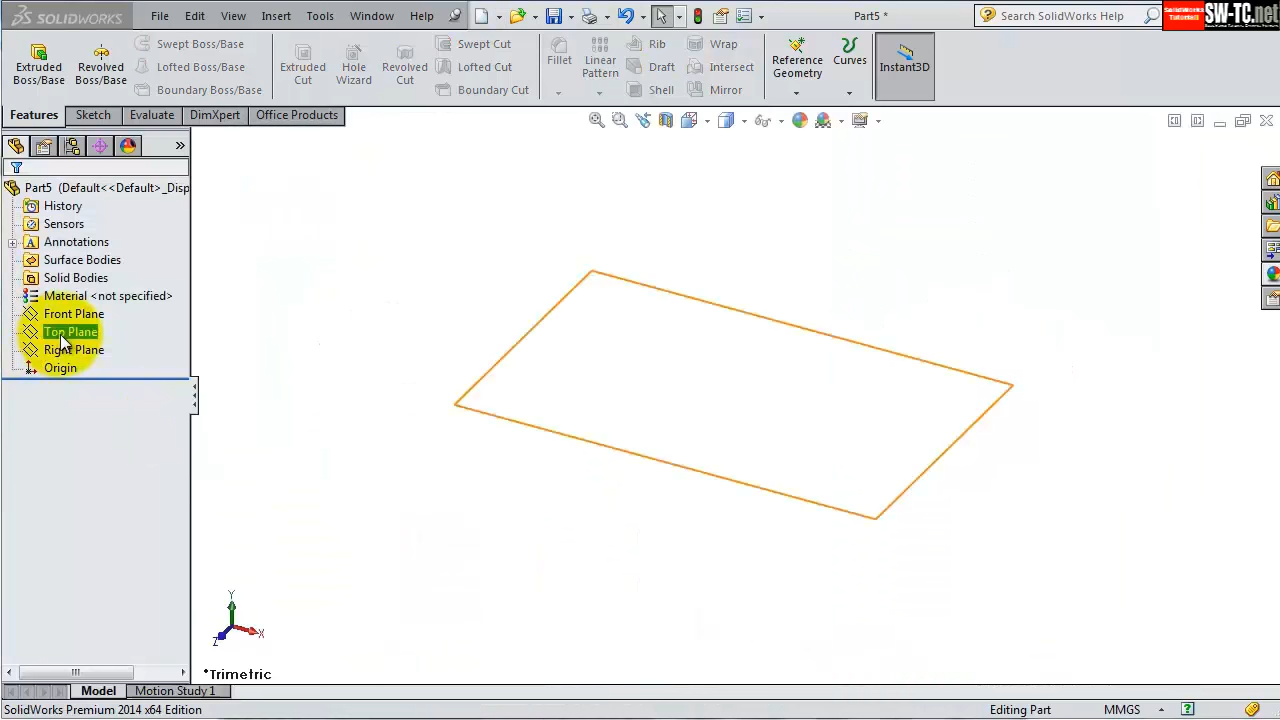 SOLIDWORKS File Edit View Insert Tools Window Help Part5 * Search SolidWorks Help
SolidWorks Tutorial! SW-TC.net
Extruded Boss/Base
Revolved Boss/Base
Swept Boss/Base
Lofted Boss/Base
Boundary Boss/Base
Extruded Cut
Hole Wizard
Revolved Cut
Swept Cut
Lofted Cut
Boundary Cut
Fillet
Linear Pattern
Rib
Draft
Shell
Wrap
Intersect
Mirror
Reference Geometry
Curves
Instant3D
Features Sketch Evaluate DimXpert Office Products
Part5 (Default<<Default>_Disp
History
Sensors
Annotations
Surface Bodies
Solid Bodies
Material <not specified>
Front Plane
Top Plane
Right Plane
Origin
Y
X
Z
*Trimetric
Model Motion Study 1
SolidWorks Premium 2014 x64 Edition Editing Part MMGS